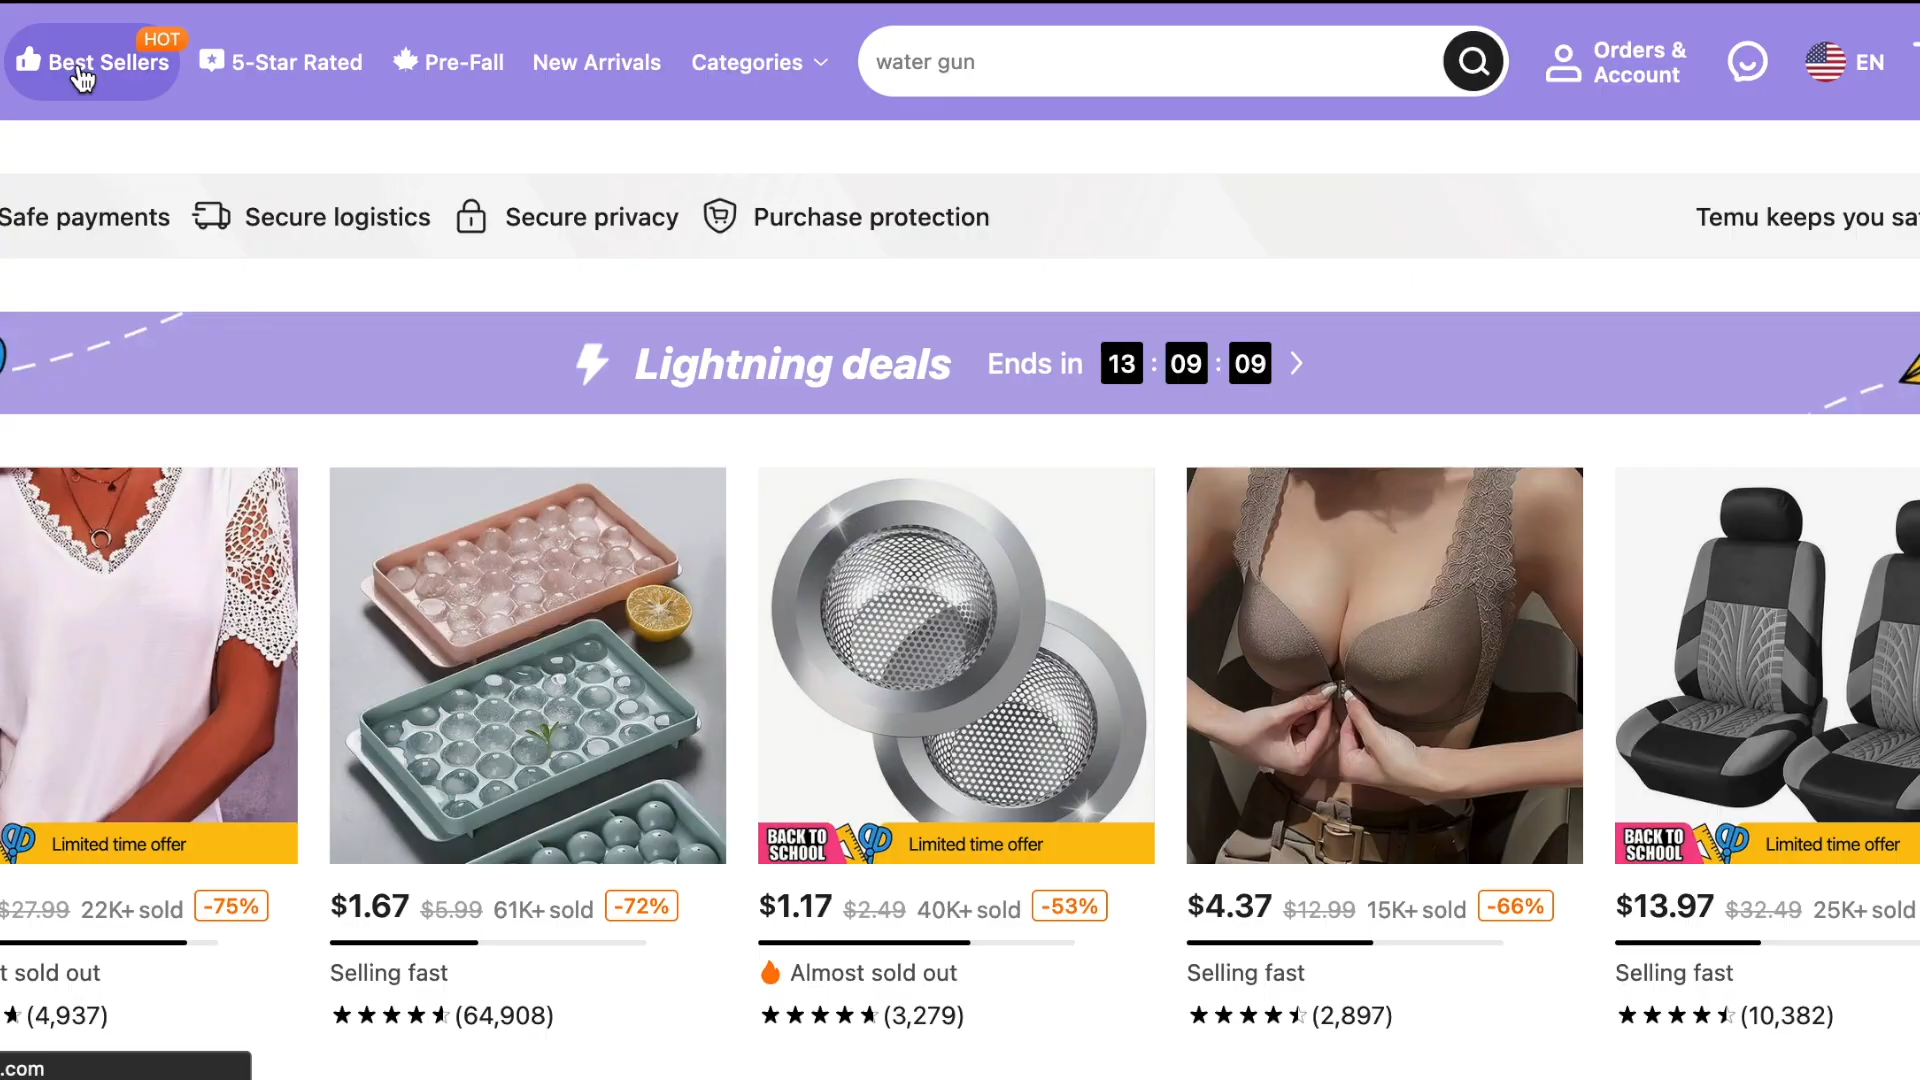 HOT
Best Sellers
5-Star Rated
Pre-Fall
New Arrivals
Categories
water gun
Orders &
Account
EN
Safe payments
Secure logistics
Secure privacy
Purchase protection
Temu keeps you sa
Lightning deals
Ends in 13 : 09 : 09
Limited time offer
BACK TO
SCHOOL
Limited time offer
BACK TO
SCHOOL
Limited time offer
$27.99 22K+ sold -75%
$1.67 $5.99 61K+ sold -72%
$1.17 $2.49 40K+ sold -53%
$4.37 $12.99 15K+ sold -66%
$13.97 $32.49 25K+ sold
t sold out
Selling fast
Almost sold out
Selling fast
Selling fast
(4,937)
(64,908)
(3,279)
(2,897)
(10,382)
.com